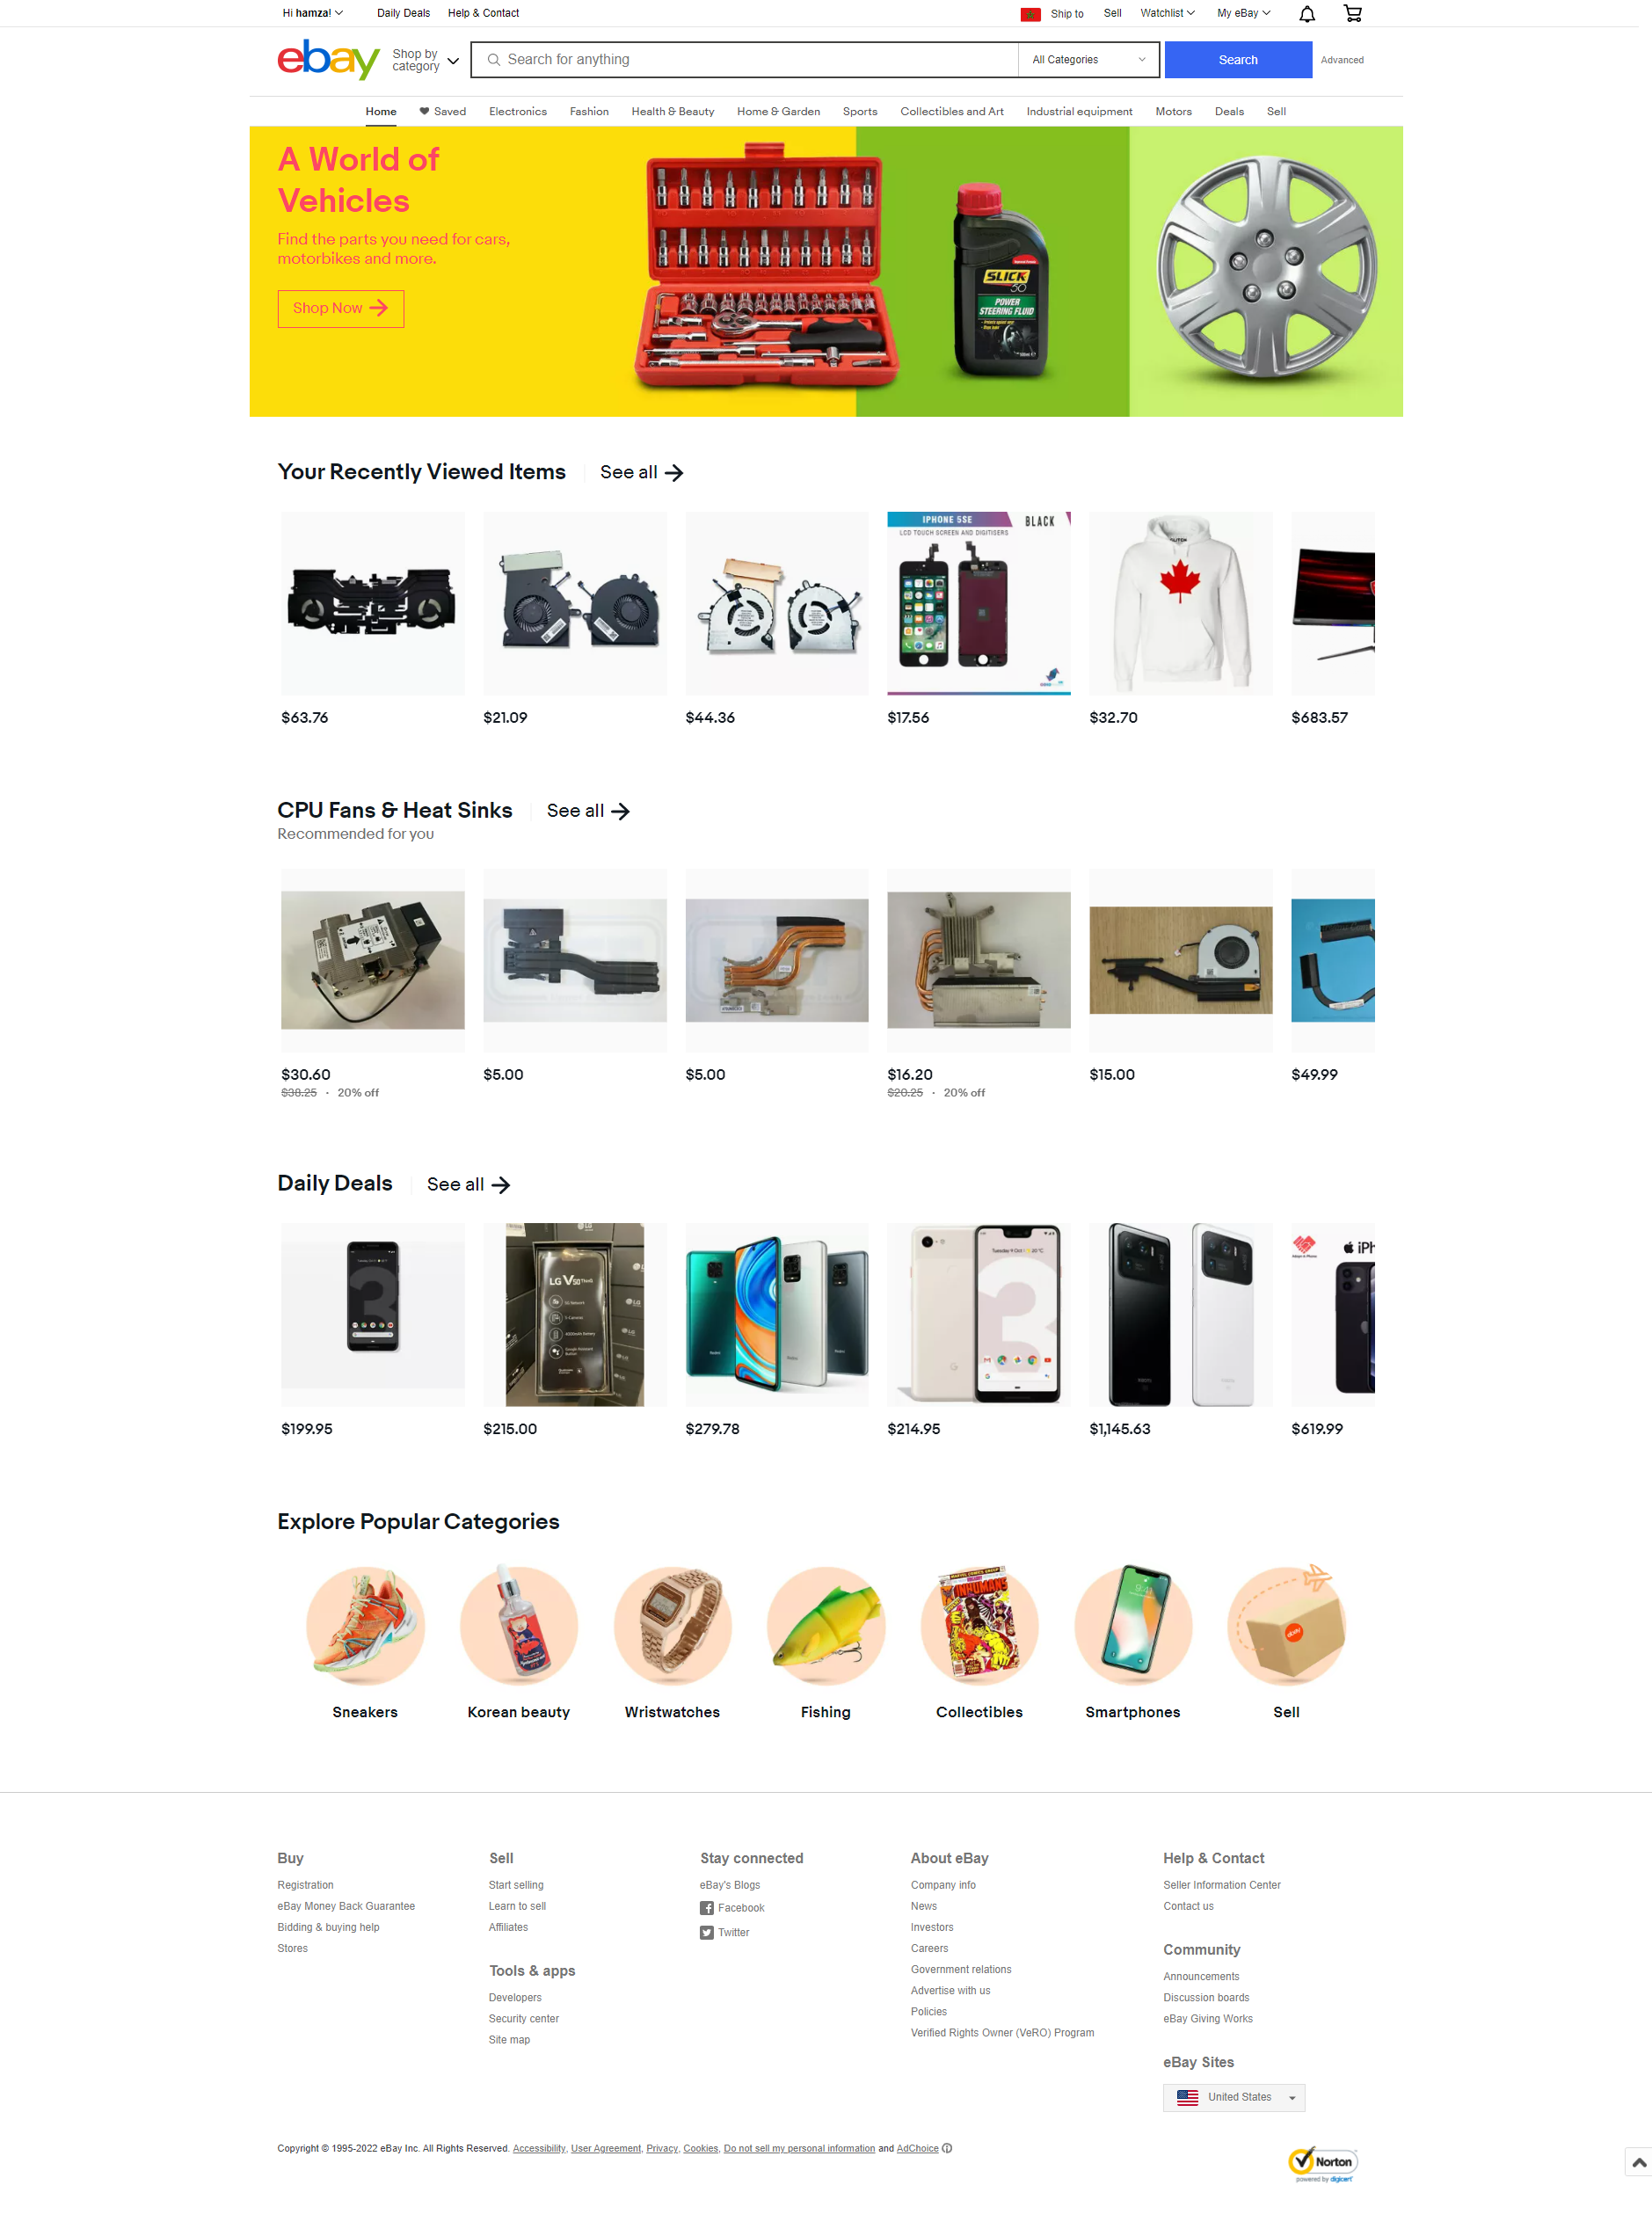 Hi hamza!
Daily Deals
Help & Contact
Ship to
Sell
Watchlist
My eBay
ebay
Shop by
category
Search for anything
All Categories
Search
Advanced
Home
Saved
Electronics
Fashion
Health & Beauty
Home & Garden
Sports
Collectibles and Art
Industrial equipment
Motors
Deals
Sell
A World of
Vehicles
Find the parts you need for cars,
motorbikes and more.
Shop Now
SLICK
50
POWER
STEERING FLUID
Your Recently Viewed Items
See all
IPHONE 5SE
BLACK
LCD TOUCH SCREEN AND DIGITISERS
$63.76
$21.09
$44.36
$17.56
$32.70
$683.57
CPU Fans & Heat Sinks
See all
Recommended for you
$30.60
$38.25 · 20% off
$5.00
$5.00
$16.20
$20.25 · 20% off
$15.00
$49.99
Daily Deals
See all
LG V50 ThinQ
3
iPh
$199.95
$215.00
$279.78
$214.95
$1,145.63
$619.99
Explore Popular Categories
INHUMANS
ebay
Sneakers
Korean beauty
Wristwatches
Fishing
Collectibles
Smartphones
Sell
Buy
Registration
eBay Money Back Guarantee
Bidding & buying help
Stores
Sell
Start selling
Learn to sell
Affiliates
Tools & apps
Developers
Security center
Site map
Stay connected
eBay's Blogs
Facebook
Twitter
About eBay
Company info
News
Investors
Careers
Government relations
Advertise with us
Policies
Verified Rights Owner (VeRO) Program
Help & Contact
Seller Information Center
Contact us
Community
Announcements
Discussion boards
eBay Giving Works
eBay Sites
United States
Copyright © 1995-2022 eBay Inc. All Rights Reserved. Accessibility, User Agreement, Privacy, Cookies, Do not sell my personal information and AdChoice
Norton
powered by digicert